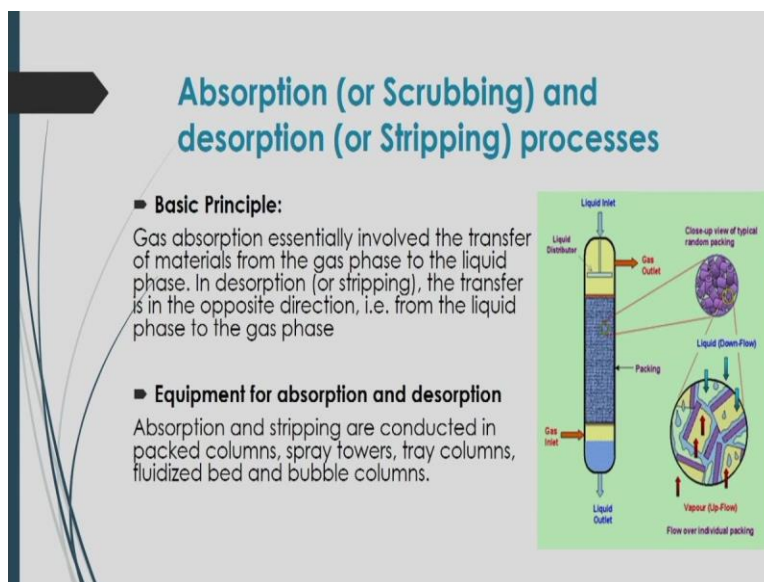 Absorption (or Scrubbing) and
desorption (or Stripping) processes
Basic Principle:
Gas absorption essentially involved the transfer
of materials from the gas phase to the liquid
phase. In desorption (or stripping), the transfer
is in the opposite direction, i.e. from the liquid
phase to the gas phase
Equipment for absorption and desorption
Absorption and stripping are conducted in
packed columns, spray towers, tray columns,
fluidized bed and bubble columns.
Liquid Inlet
Liquid
Distributor
Gas
Outlet
Close-up view of typical
random packing
Packing
Gas
Inlet
Liquid
Outlet
Liquid (Down-Flow)
Vapour (Up-Flow)
Flow over individual packing